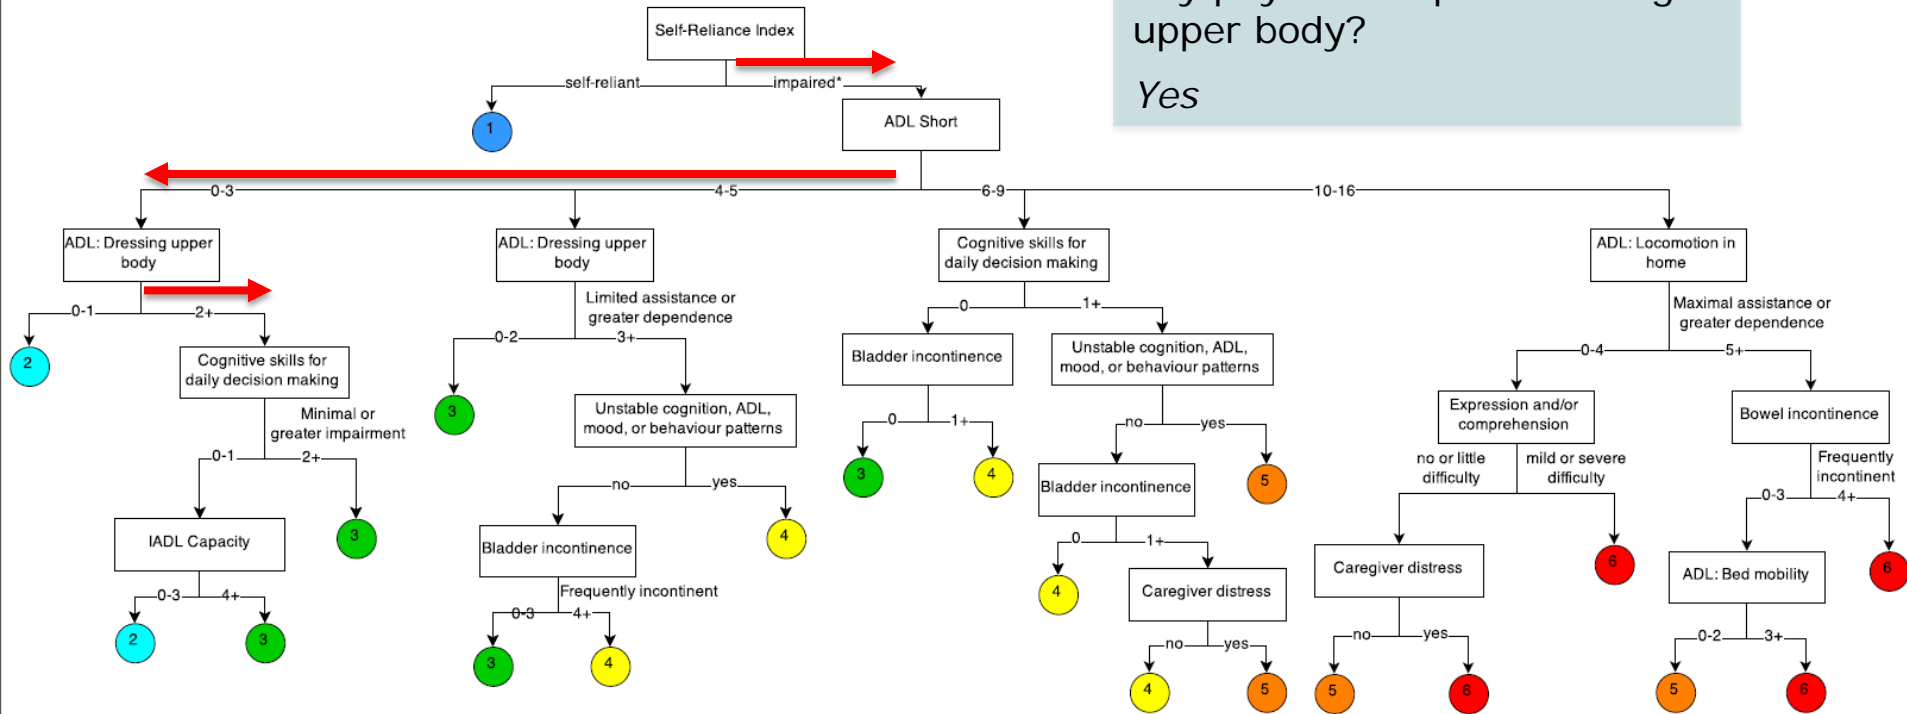 upper body?
Yes
Self-Reliance Index
self-reliant
impaired*
1
ADL Short
0-3
4-5
6-9
10-16
ADL: Dressing upper
body
ADL: Dressing upper
body
Cognitive skills for
daily decision making
ADL: Locomotion in
home
0-1
2+
Limited assistance or
greater dependence
0-2
3+
0
1+
Maximal assistance or
greater dependence
0-4
5+
2
Cognitive skills for
daily decision making
Minimal or
greater impairment
0-1
2+
3
Unstable cognition, ADL,
mood, or behaviour patterns
Bladder incontinence
Unstable cognition, ADL,
mood, or behaviour patterns
0
1+
no
yes
Expression and/or
comprehension
no or little
difficulty
mild or severe
difficulty
Bowel incontinence
Frequently
incontinent
0-3
4+
IADL Capacity
3
no
yes
3
4
Bladder incontinence
5
0-3
4+
2
3
Bladder incontinence
4
Frequently incontinent
0-3
4+
3
4
0
1+
4
Caregiver distress
no
yes
4
5
Caregiver distress
6
no
yes
5
6
ADL: Bed mobility
6
0-2
3+
5
6